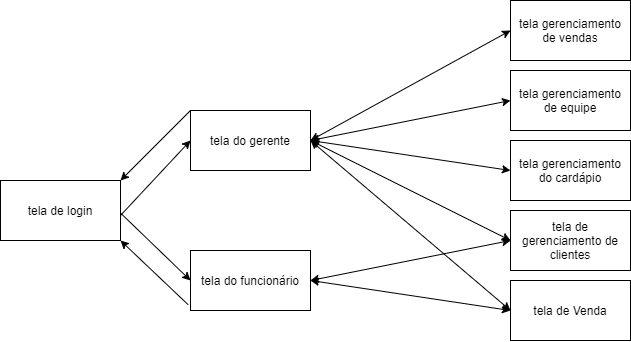 tela gerenciamento
de vendas
tela gerenciamento
de equipe
tela do gerente
tela gerenciamento
do cardápio
tela de login
tela de
gerenciamento de
clientes
tela do funcionário
tela de Venda